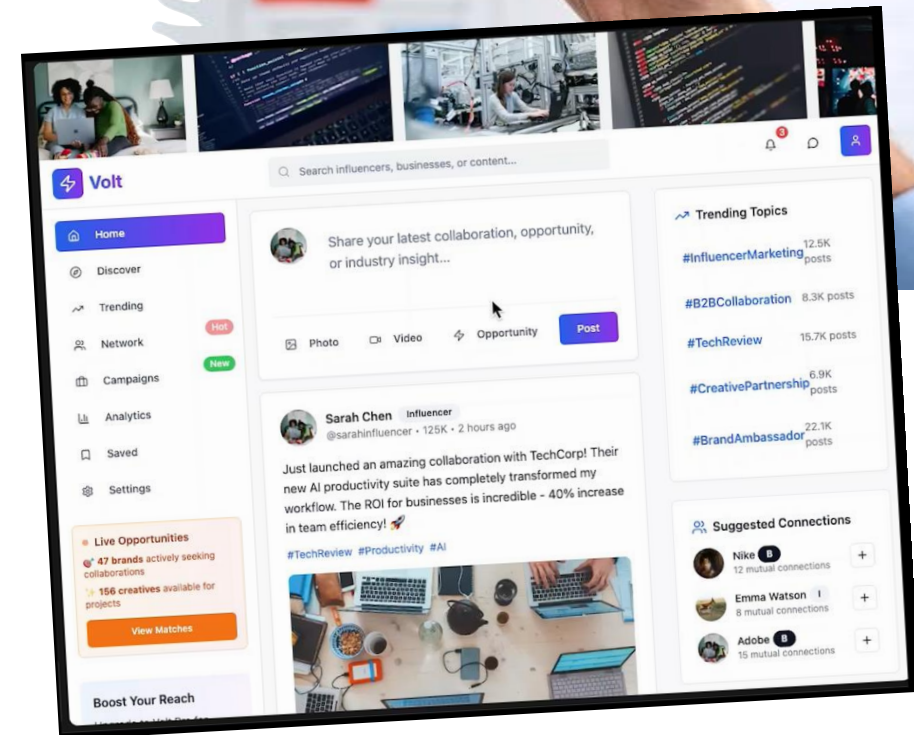 Volt
Search influencers, businesses, or content...
3
Home
Discover
Trending
Network
Hot
Campaigns
New
Analytics
Saved
Settings
Live Opportunities
47 brands actively seeking
collaborations
156 creatives available for
projects
View Matches
Boost Your Reach
Share your latest collaboration, opportunity,
or industry insight...
Photo
Video
Opportunity
Post
Sarah Chen Influencer
@sarahinfluencer • 125K • 2 hours ago
Just launched an amazing collaboration with TechCorp! Their
new AI productivity suite has completely transformed my
workflow. The ROI for businesses is incredible - 40% increase
in team efficiency! 🚀
#TechReview #Productivity #AI
Trending Topics
#InfluencerMarketing 12.5K
posts
#B2BCollaboration 8.3K posts
#TechReview 15.7K posts
#CreativePartnership 6.9K
posts
#BrandAmbassador 22.1K
posts
Suggested Connections
Nike B
12 mutual connections
+
Emma Watson I
8 mutual connections
+
Adobe B
15 mutual connections
+